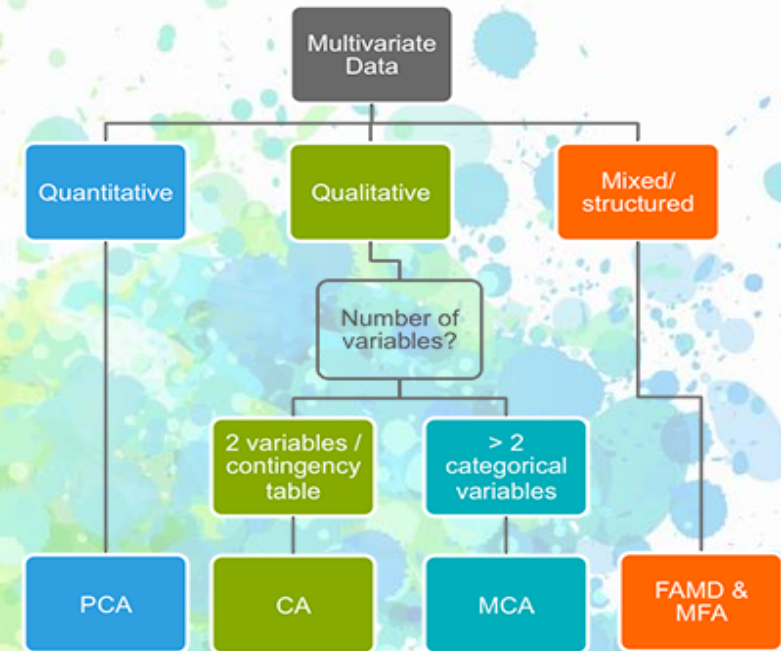 Multivariate
Data
Quantitative
Qualitative
Mixed/
structured
Number of
variables?
2 variables /
contingency
table
> 2
categorical
variables
PCA
CA
MCA
FAMD &
MFA